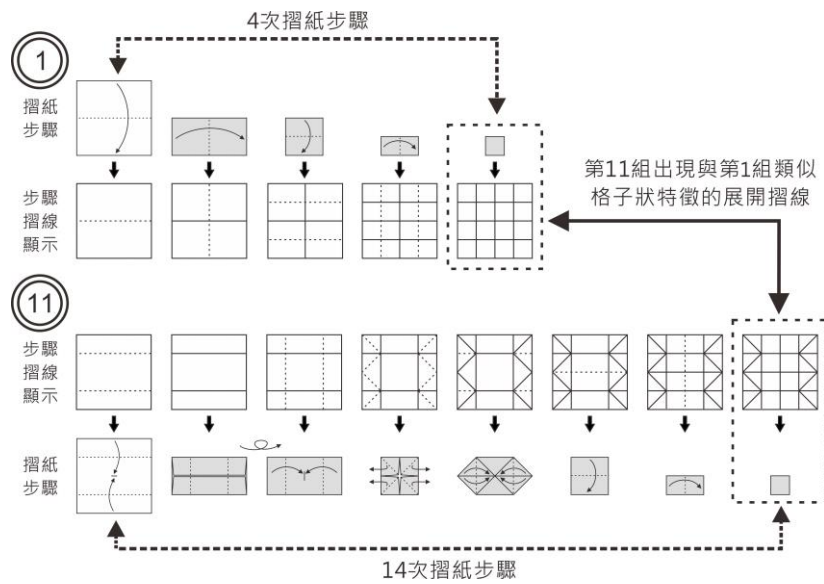 4次摺紙步驟
1
摺紙
步驟
步驟
摺線
顯示
第11組出現與第1組類似
格子狀特徵的展開摺線
11
步驟
摺線
顯示
摺紙
步驟
14次摺紙步驟